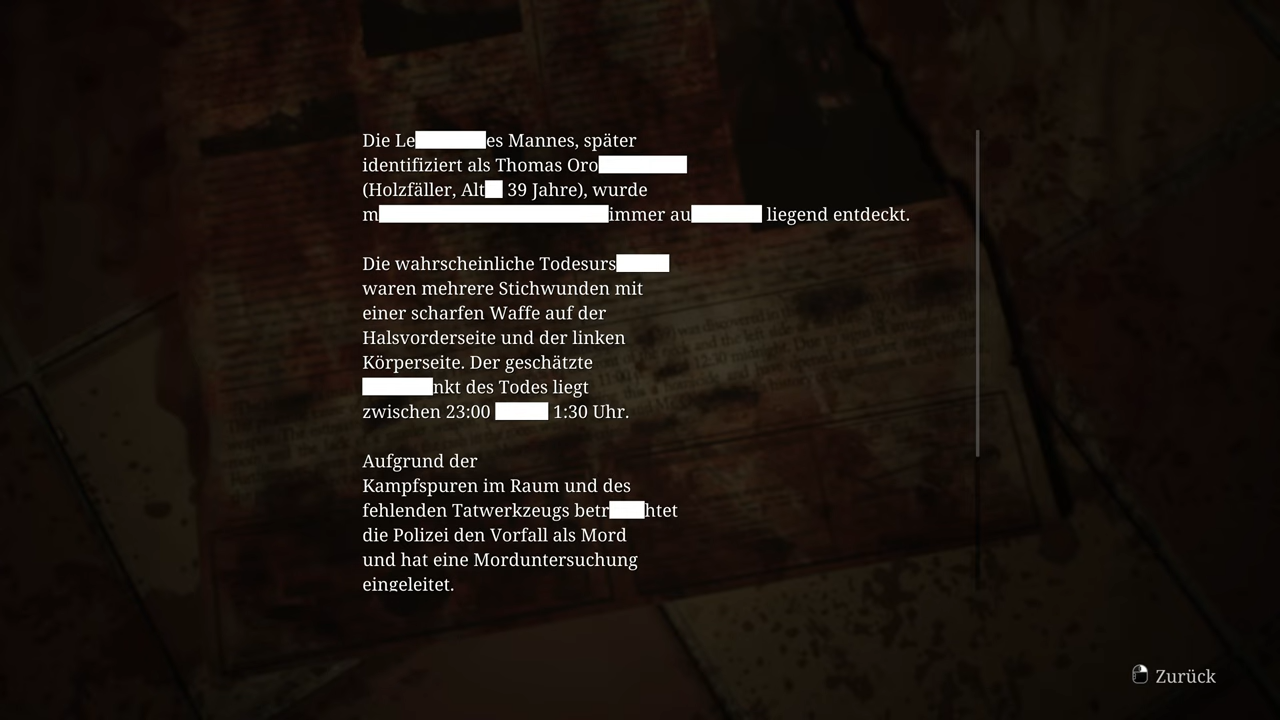 Die Le es Mannes, später
identifiziert als Thomas Oro
(Holzfäller, Alt 39 Jahre), wurde
m immer au liegend entdeckt.
Die wahrscheinliche Todesurs
waren mehrere Stichwunden mit
einer scharfen Waffe auf der
Halsvorderseite und der linken
Körperseite. Der geschätzte
nkt des Todes liegt
zwischen 23:00 1:30 Uhr.
Aufgrund der
Kampfspuren im Raum und des
fehlenden Tatwerkzeugs betr htet
die Polizei den Vorfall als Mord
und hat eine Morduntersuchung
eingeleitet.
Zurück